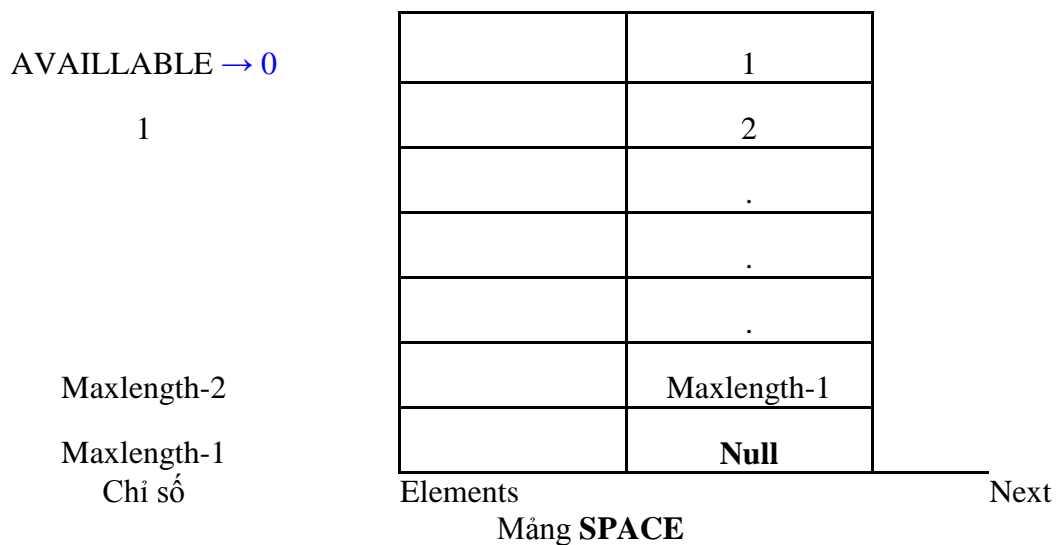 AVAILLABLE → 0 1
1 2
.
.
.
Maxlength-2 Maxlength-1
Maxlength-1 Null
Chỉ số Elements Next
Mảng SPACE